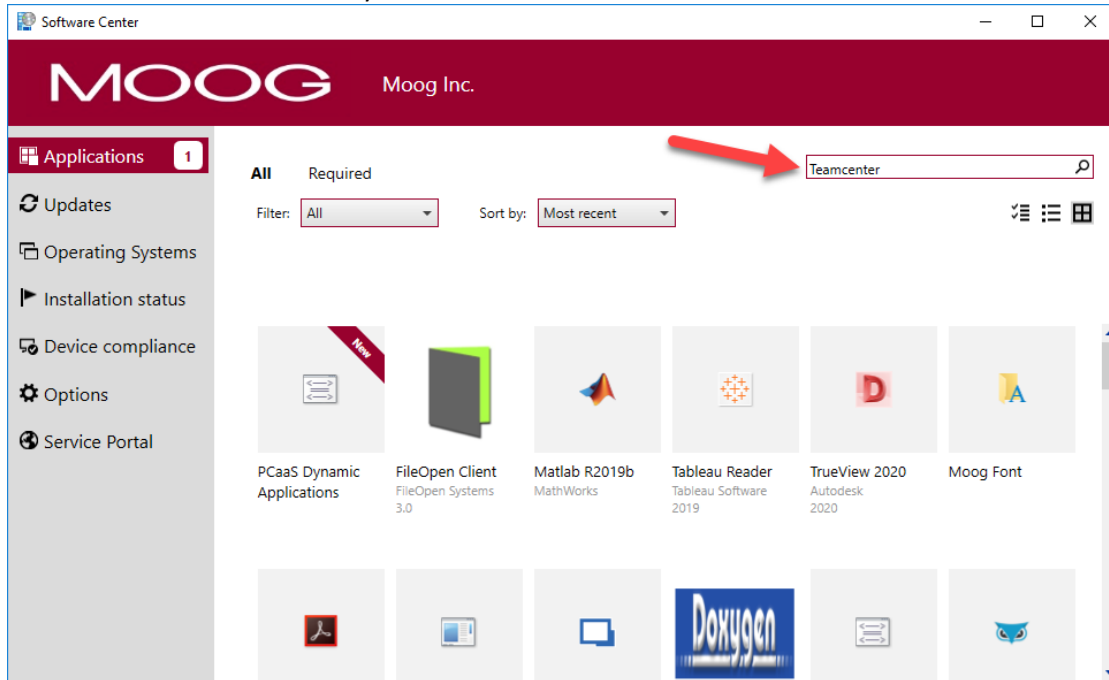 Software Center
MOOG Moog Inc.
Applications 1
Updates
Operating Systems
Installation status
Device compliance
Options
Service Portal
All Required
Teamcenter
Filter: All Sort by: Most recent
New
D
A
PCaaS Dynamic
Applications
FileOpen Client
FileOpen Systems
3.0
Matlab R2019b
MathWorks
Tableau Reader
Tableau Software
2019
TrueView 2020
Autodesk
2020
Moog Font
Doxygen